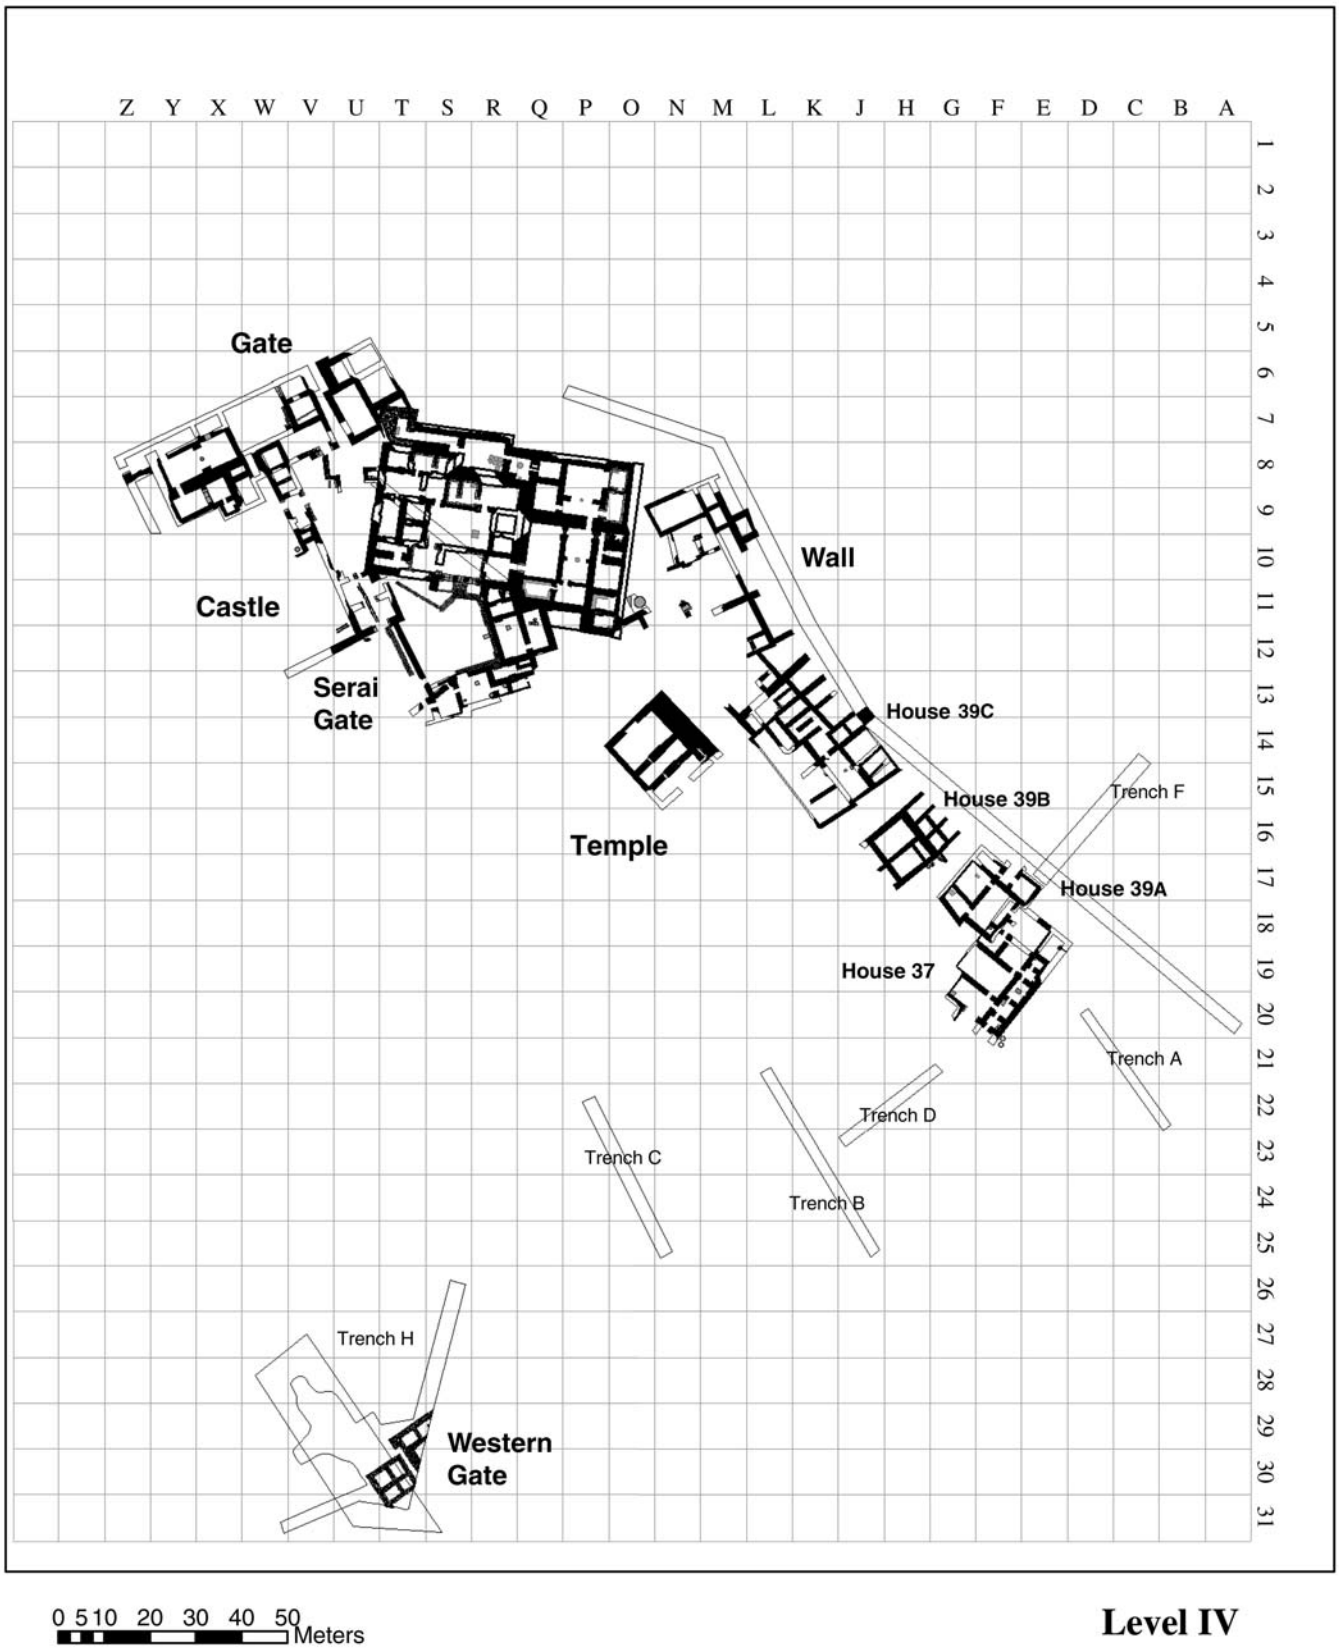 Z Y X W V U T S R Q P O N M L K J H G F E D C B A
1
2
3
4
5
Gate
6
7
8
9
Wall
10
Castle
11
12
Serai
Gate
13
House 39C
14
Trench F
15
House 39B
Temple
16
17
House 39A
18
House 37
19
20
Trench A
21
Trench D
22
Trench C
23
Trench B
24
25
26
Trench H
27
28
Western
Gate
29
30
31
0 5 10 20 30 40 50
Meters
Level IV